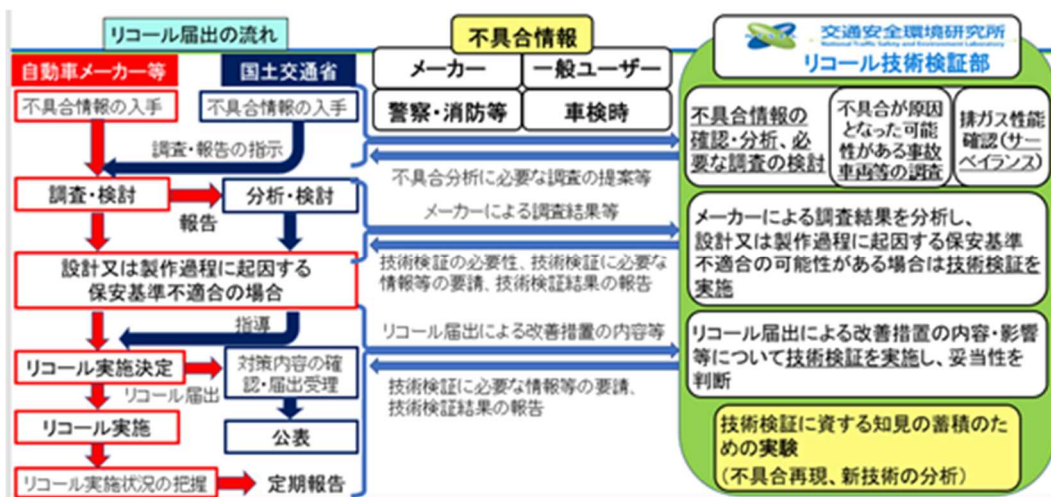 リコール届出の流れ
自動車メーカー等
国土交通省
不具合情報の入手
不具合情報の入手
調査・報告の指示
調査・検討
報告
分析・検討
設計又は製作過程に起因する
保安基準不適合の場合
指導
リコール実施決定
リコール届出
対策内容の確
認・届出受理
リコール実施
公表
リコール実施状況の把握
定期報告
不具合情報
メーカー
一般ユーザー
警察・消防等
車検時
不具合分析に必要な調査の提案等
メーカーによる調査結果等
技術検証の必要性、技術検証に必要な
情報等の要請、技術検証結果の報告
リコール届出による改善措置の内容等
技術検証に必要な情報等の要請、
技術検証結果の報告
交通安全環境研究所
National Traffic Safety and Environment Laboratory
リコール技術検証部
不具合情報の
確認・分析、必
要な調査の検討
不具合が原因
となった可能
性がある事故
車両等の調査
排ガス性能
確認(サー
ベイランス)
メーカーによる調査結果を分析し、
設計又は製作過程に起因する保安基準
不適合の可能性がある場合は技術検証を
実施
リコール届出による改善措置の内容・影響
等について技術検証を実施し、妥当性を
判断
技術検証に資する知見の蓄積のた
めの実験
(不具合再現、新技術の分析)